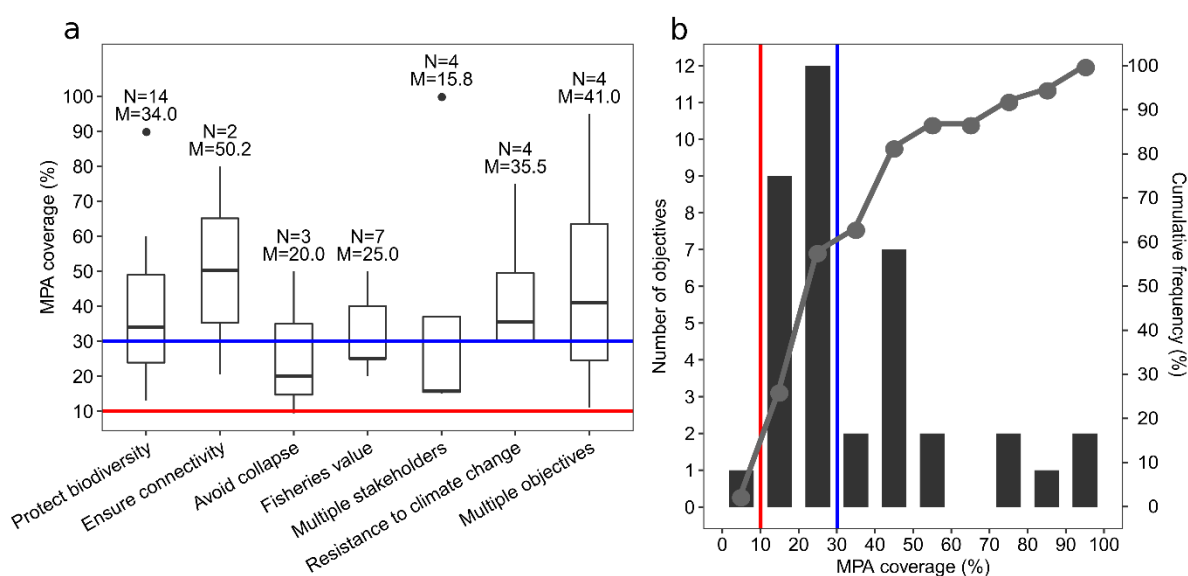 a
MPA coverage (%)
100
90
80
70
60
50
40
30
20
10
N=14
M=34.0
N=2
M=50.2
N=3
M=20.0
N=7
M=25.0
N=4
M=15.8
N=4
M=35.5
N=4
M=41.0
Protect biodiversity
Ensure connectivity
Avoid collapse
Fisheries value
Multiple stakeholders
Resistance to climate change
Multiple objectives
b
Number of objectives
12
11
10
9
8
7
6
5
4
3
2
1
0
100
90
80
70
60
50
40
30
20
10
0
Cumulative frequency (%)
0 10 20 30 40 50 60 70 80 90 100
MPA coverage (%)